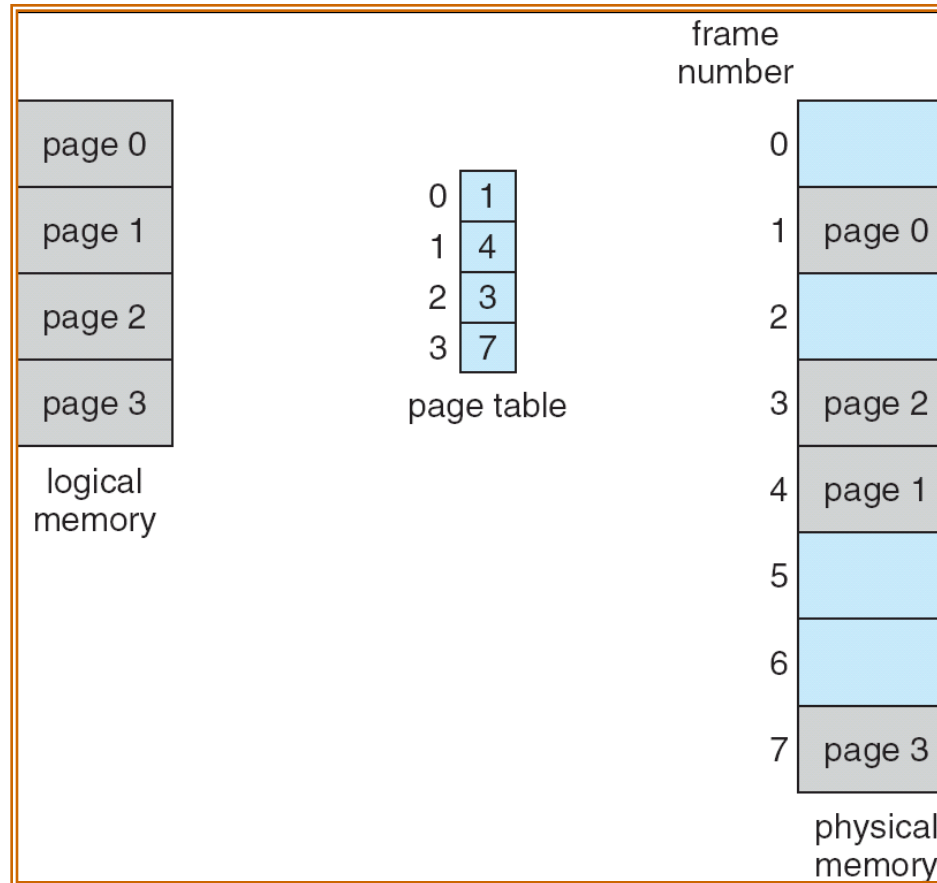 frame
number
page 0
page 1
page 2
page 3
logical
memory
0 1
1 4
2 3
3 7
page table
0
1 page 0
2
3 page 2
4 page 1
5
6
7 page 3
physical
memory